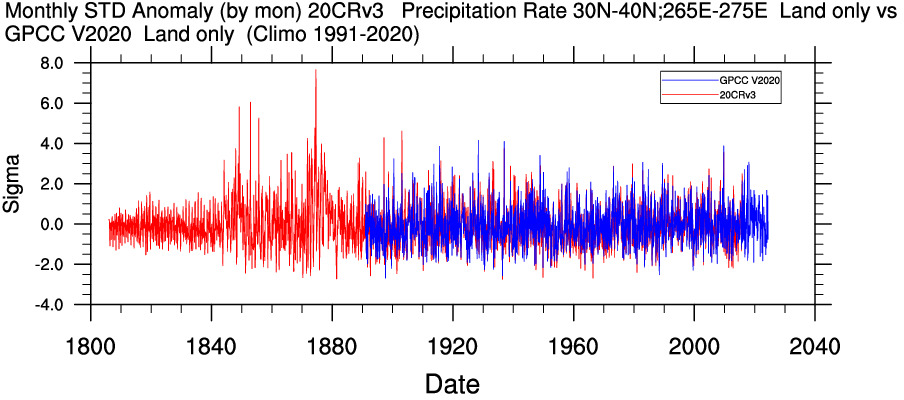 Monthly STD Anomaly (by mon) 20CRv3 Precipitation Rate 30N-40N;265E-275E Land only vs
GPCC V2020 Land only (Climo 1991-2020)
8.0
6.0
4.0
2.0
0.0
-2.0
-4.0
Sigma
GPCC V2020
20CRv3
1800 1840 1880 1920 1960 2000 2040
Date